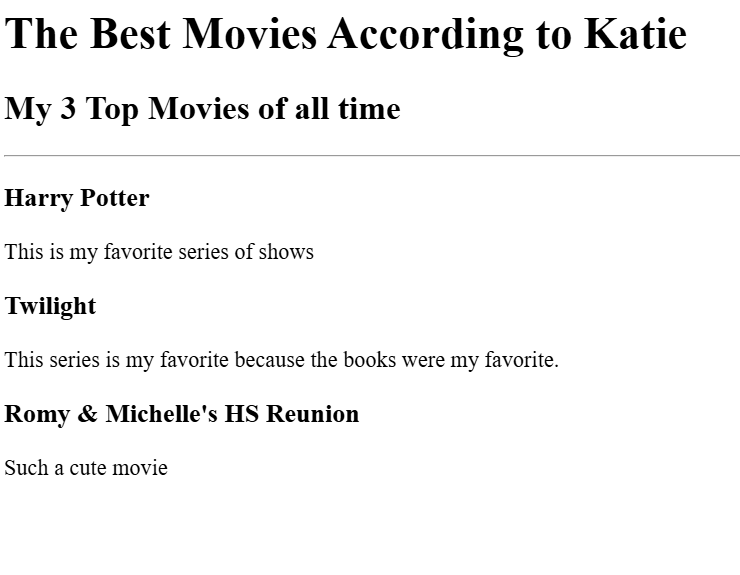 The Best Movies According to Katie
My 3 Top Movies of all time
Harry Potter
This is my favorite series of shows
Twilight
This series is my favorite because the books were my favorite.
Romy & Michelle's HS Reunion
Such a cute movie